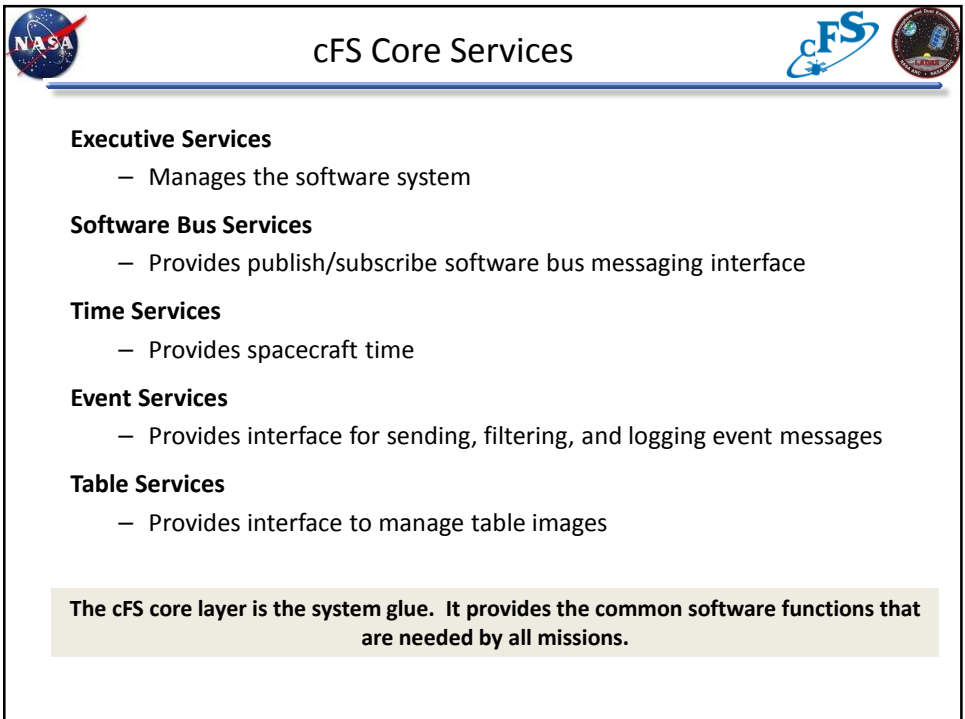 NASA
cFS Core Services
cFS
LADEE
Executive Services
– Manages the software system
Software Bus Services
– Provides publish/subscribe software bus messaging interface
Time Services
– Provides spacecraft time
Event Services
– Provides interface for sending, filtering, and logging event messages
Table Services
– Provides interface to manage table images
The cFS core layer is the system glue.  It provides the common software functions that
are needed by all missions.